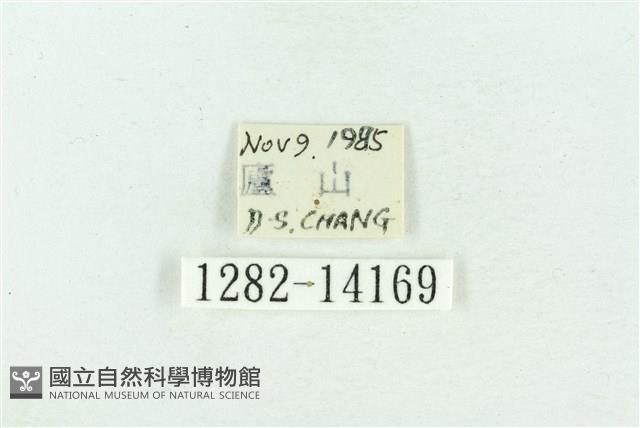 Nov 9. 1985
廬 山
D-S. CHANG
1282-14169
國立自然科學博物館
NATIONAL MUSEUM OF NATURAL SCIENCE